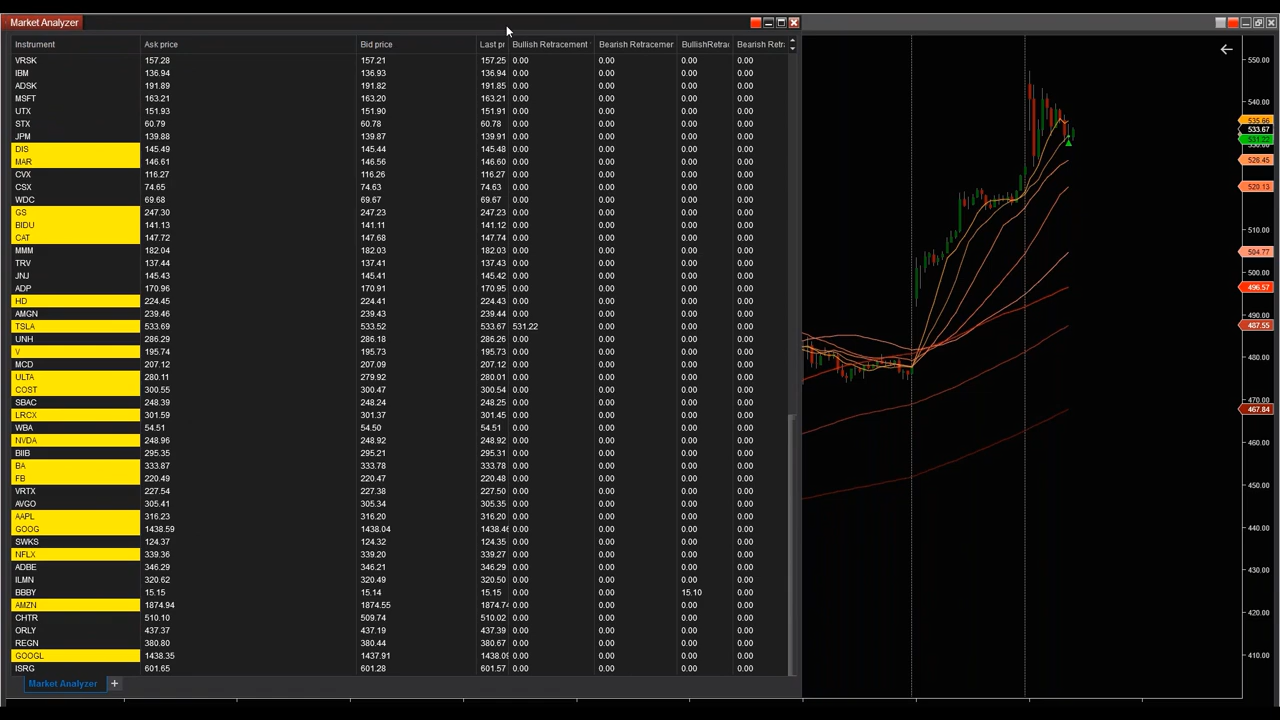 Market Analyzer
Instrument Ask price Bid price Last pr Bullish Retracement Bearish Retracemer BullishRetrac Bearish Retra
VRSK 157.28 157.21 157.25 0.00 0.00 0.00 0.00
IBM 136.94 136.93 136.94 0.00 0.00 0.00 0.00
ADSK 191.89 191.82 191.85 0.00 0.00 0.00 0.00
MSFT 163.21 163.20 163.21 0.00 0.00 0.00 0.00
UTX 151.93 151.90 151.91 0.00 0.00 0.00 0.00
STX 60.79 60.78 60.78 0.00 0.00 0.00 0.00
JPM 139.88 139.87 139.91 0.00 0.00 0.00 0.00
DIS 145.49 145.44 145.48 0.00 0.00 0.00 0.00
MAR 146.61 146.56 146.60 0.00 0.00 0.00 0.00
CVX 116.27 116.26 116.27 0.00 0.00 0.00 0.00
CSX 74.65 74.63 74.63 0.00 0.00 0.00 0.00
WDC 69.68 69.67 69.67 0.00 0.00 0.00 0.00
GS 247.30 247.23 247.23 0.00 0.00 0.00 0.00
BIDU 141.13 141.11 141.12 0.00 0.00 0.00 0.00
CAT 147.72 147.68 147.74 0.00 0.00 0.00 0.00
MMM 182.04 182.03 182.03 0.00 0.00 0.00 0.00
TRV 137.44 137.41 137.43 0.00 0.00 0.00 0.00
JNJ 145.43 145.41 145.42 0.00 0.00 0.00 0.00
ADP 170.96 170.91 170.95 0.00 0.00 0.00 0.00
HD 224.45 224.41 224.43 0.00 0.00 0.00 0.00
AMGN 239.46 239.43 239.44 0.00 0.00 0.00 0.00
TSLA 533.69 533.52 533.67 531.22 0.00 0.00 0.00
UNH 286.29 286.18 286.26 0.00 0.00 0.00 0.00
V 195.74 195.73 195.73 0.00 0.00 0.00 0.00
MCD 207.12 207.09 207.12 0.00 0.00 0.00 0.00
ULTA 280.11 279.92 280.01 0.00 0.00 0.00 0.00
COST 300.55 300.47 300.54 0.00 0.00 0.00 0.00
SBAC 248.39 248.24 248.25 0.00 0.00 0.00 0.00
LRCX 301.59 301.37 301.45 0.00 0.00 0.00 0.00
WBA 54.51 54.50 54.51 0.00 0.00 0.00 0.00
NVDA 248.96 248.92 248.92 0.00 0.00 0.00 0.00
BIIB 295.35 295.21 295.31 0.00 0.00 0.00 0.00
BA 333.87 333.78 333.78 0.00 0.00 0.00 0.00
FB 220.49 220.47 220.48 0.00 0.00 0.00 0.00
VRTX 227.54 227.38 227.50 0.00 0.00 0.00 0.00
AVGO 305.41 305.34 305.35 0.00 0.00 0.00 0.00
AAPL 316.23 316.20 316.20 0.00 0.00 0.00 0.00
GOOG 1438.59 1438.04 1438.46 0.00 0.00 0.00 0.00
SWKS 124.37 124.32 124.35 0.00 0.00 0.00 0.00
NFLX 339.36 339.20 339.27 0.00 0.00 0.00 0.00
ADBE 346.29 346.21 346.29 0.00 0.00 0.00 0.00
ILMN 320.62 320.49 320.50 0.00 0.00 0.00 0.00
BBBY 15.15 15.14 15.15 0.00 0.00 15.10 0.00
AMZN 1874.94 1874.55 1874.74 0.00 0.00 0.00 0.00
CHTR 510.10 509.74 510.02 0.00 0.00 0.00 0.00
ORLY 437.37 437.19 437.39 0.00 0.00 0.00 0.00
REGN 380.80 380.44 380.67 0.00 0.00 0.00 0.00
GOOGL 1438.35 1437.91 1438.09 0.00 0.00 0.00 0.00
ISRG 601.65 601.28 601.57 0.00 0.00 0.00 0.00
Market Analyzer +
550.00
540.00
535.66
533.67
531.22
526.45
520.13
510.00
504.77
500.00
496.57
490.00
487.55
480.00
470.00
467.84
460.00
450.00
440.00
430.00
420.00
410.00